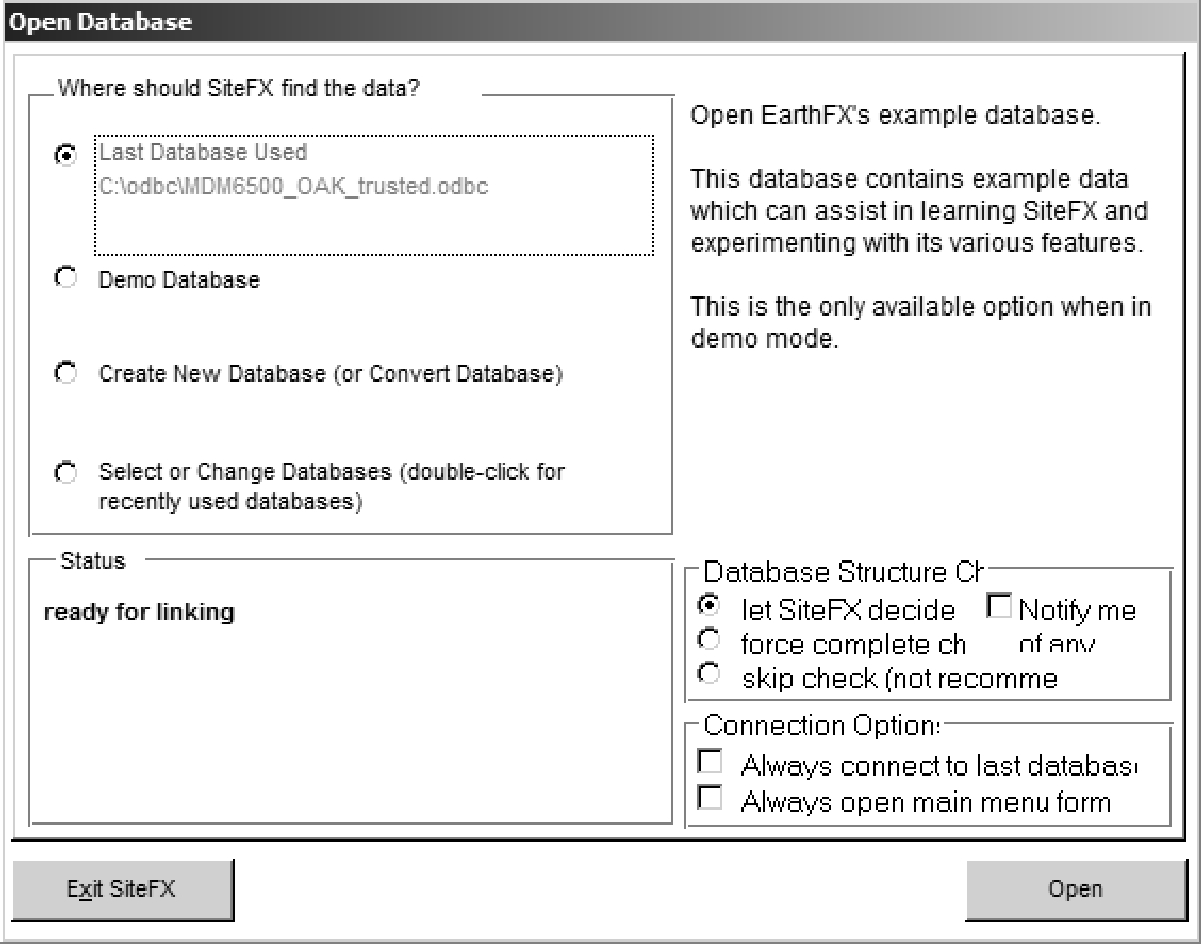 Open Database
Where should SiteFX find the data?
Last Database Used
C:\odbc\MDM6500_OAK_trusted.odbc
Demo Database
Create New Database (or Convert Database)
Select or Change Databases (double-click for
recently used databases)
Open EarthFX's example database.
This database contains example data
which can assist in learning SiteFX and
experimenting with its various features.
This is the only available option when in
demo mode.
Status
ready for linking
Database Structure Ch
let SiteFX decide
Notify me
force complete ch
of any
skip check (not recomme
Connection Option
Always connect to last databas
Always open main menu form
Exit SiteFX
Open